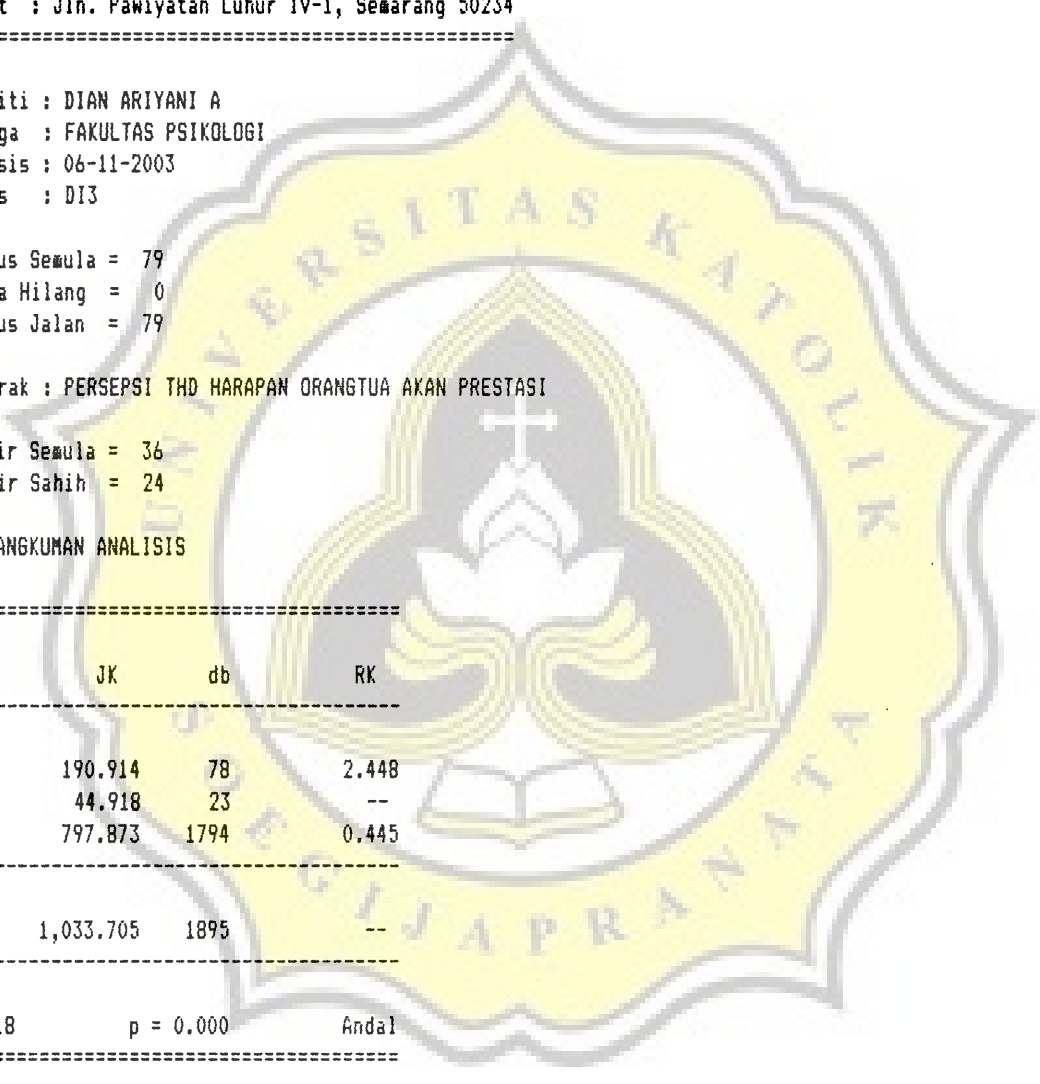 t : Jln. Pawiyatan Luhur IV-1, Semarang 50234
==============================================
iti : DIAN ARIYANI A
ga : FAKULTAS PSIKOLOGI
sis : 06-11-2003
s : DI3
us Semula = 79
a Hilang = 0
us Jalan = 79
rak : PERSEPSI THD HARAPAN ORANGTUA AKAN PRESTASI
ir Semula = 36
ir Sahih = 24
ANGKUMAN ANALISIS
===================================
JK db RK
-----------------------------------
190.914 78 2.448
44.918 23 --
797.873 1794 0.445
-----------------------------------
1,033.705 1895 --
-----------------------------------
18 p = 0.000 Andal
===================================
UNIVERSITAS KATOLIK
SOEGIJAPRANATA